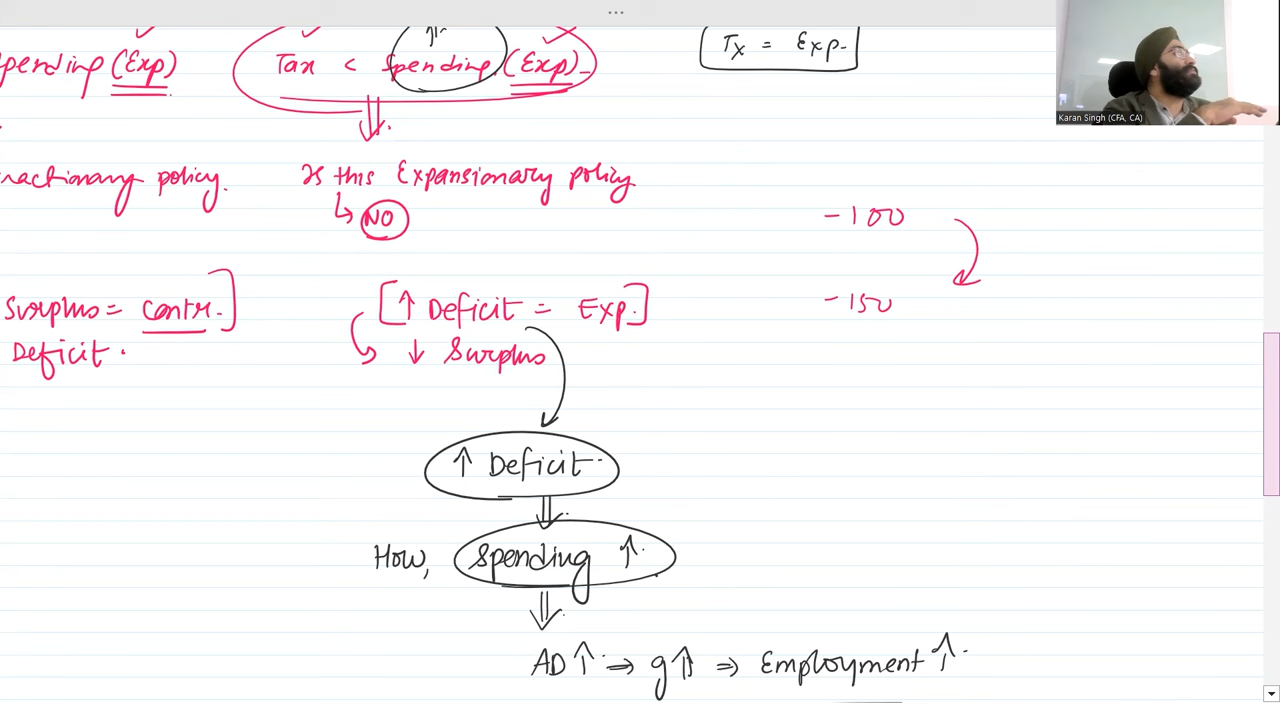 Tx = Exp.
Spending (Exp)
Tax < Spending (Exp)
Karan Singh (CFA, CA)
ractionary policy.
Is this Expansionary policy
↳ NO
-100
-150
Surplus = Contr.]
[↑ Deficit = Exp.]
Deficit.
↓ Surplus
↑ Deficit
How, Spending ↑
AD ↑ ⇒ g ↑ ⇒ Employment ↑